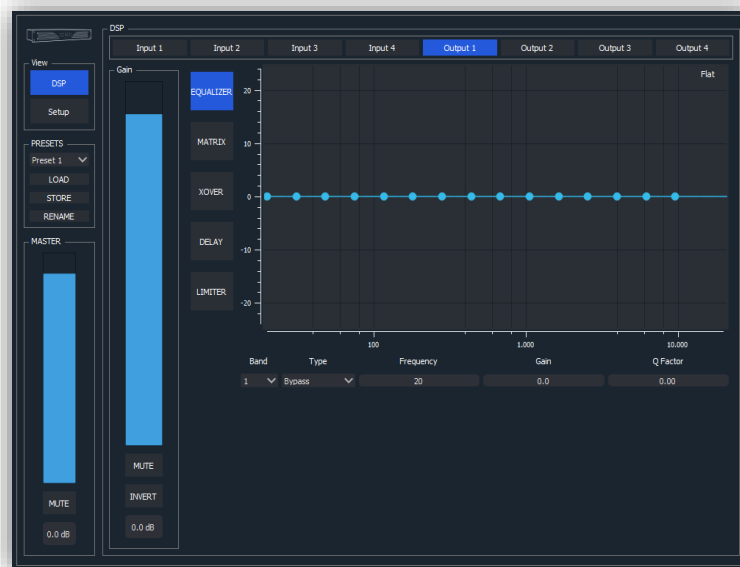 DSP
Input 1 Input 2 Input 3 Input 4 Output 1 Output 2 Output 3 Output 4
View
DSP
Setup
PRESETS
Preset 1
LOAD
STORE
RENAME
MASTER
MUTE
0.0 dB
Gain
MUTE
INVERT
0.0 dB
EQUALIZER
MATRIX
XOVER
DELAY
LIMITER
Flat
20
10
0
-10
-20
100 1.000 10.000
Band Type Frequency Gain Q Factor
1 Bypass 20 0.0 0.00